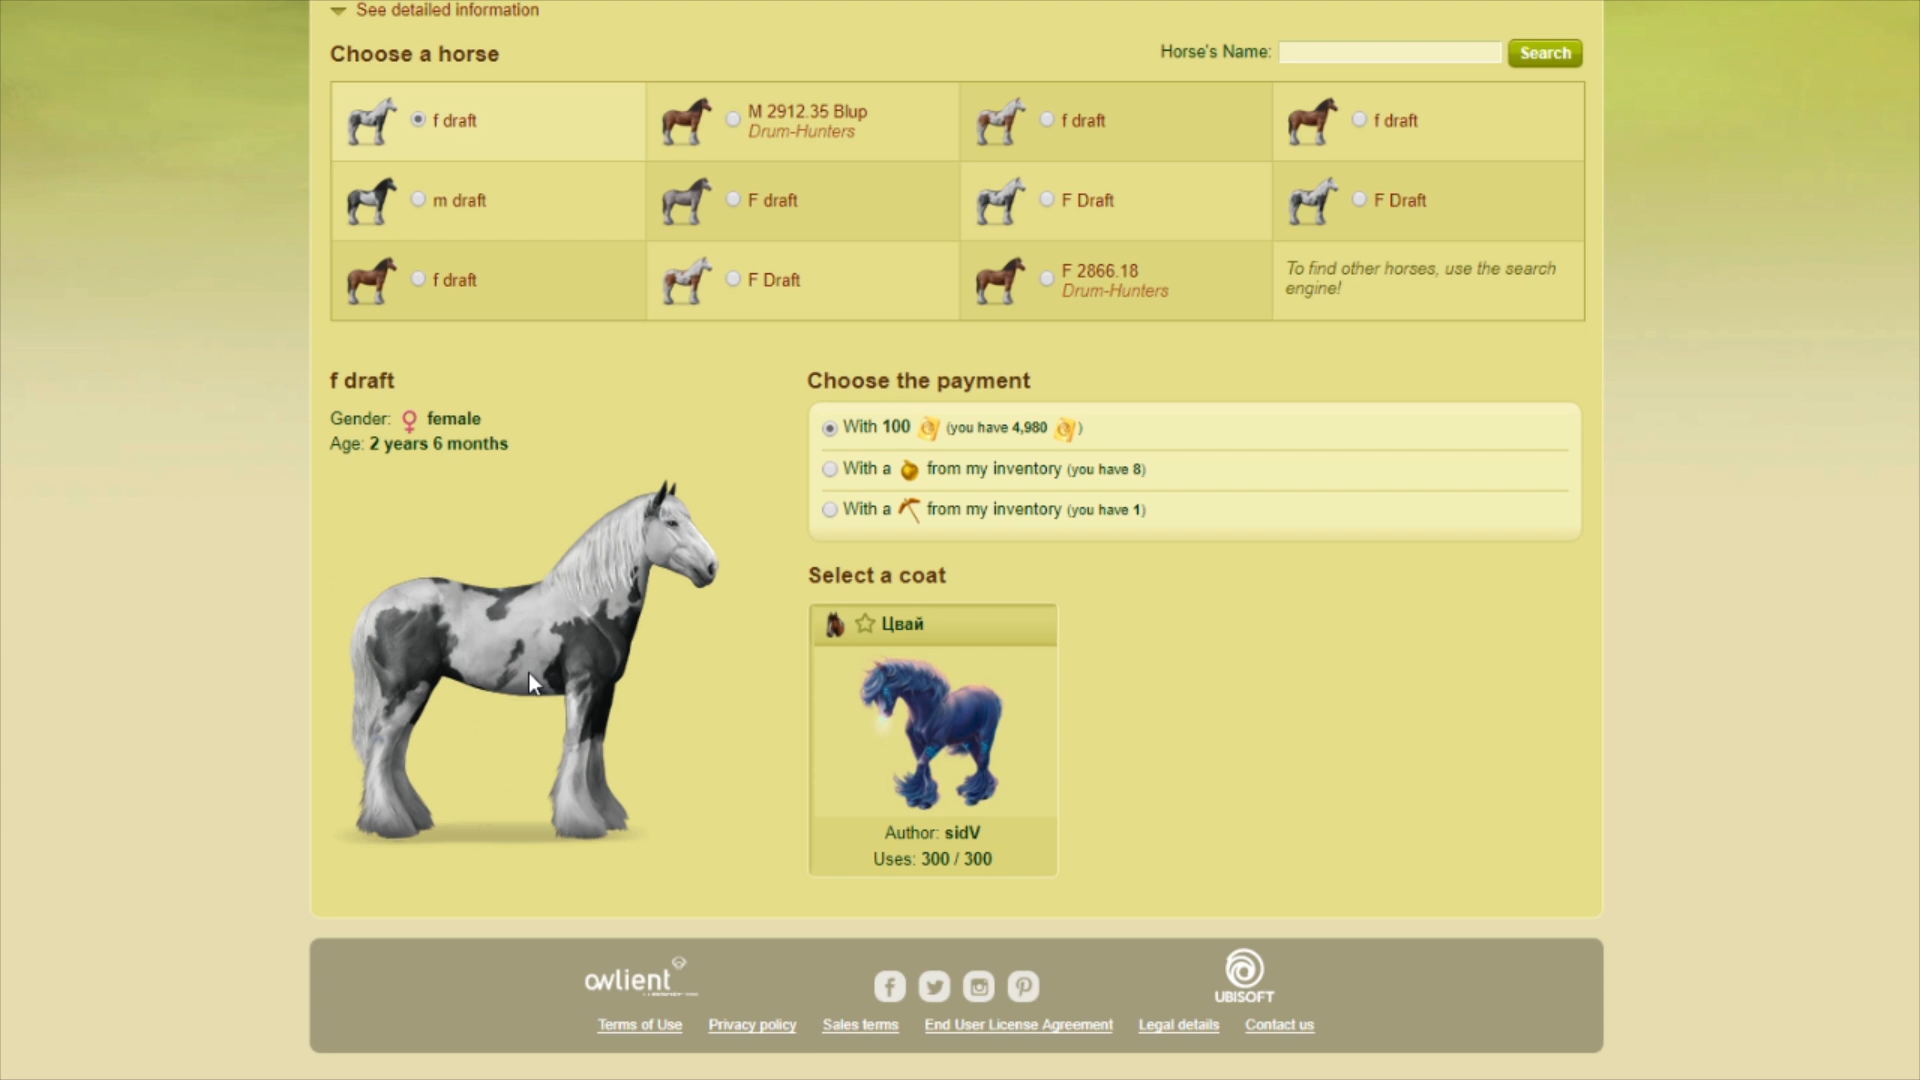 See detailed information
Choose a horse
Horse's Name:
Search
f draft
M 2912.35 Blup
Drum-Hunters
f draft
f draft
m draft
F draft
F Draft
F Draft
f draft
F Draft
F 2866.18
Drum-Hunters
To find other horses, use the search
engine!
f draft
Gender: female
Age: 2 years 6 months
Choose the payment
With 100 (you have 4,980 )
With a from my inventory (you have 8)
With a from my inventory (you have 1)
Select a coat
Цвай
Author: sidV
Uses: 300 / 300
owlient
UBISOFT
Terms of Use Privacy policy Sales terms End User License Agreement Legal details Contact us